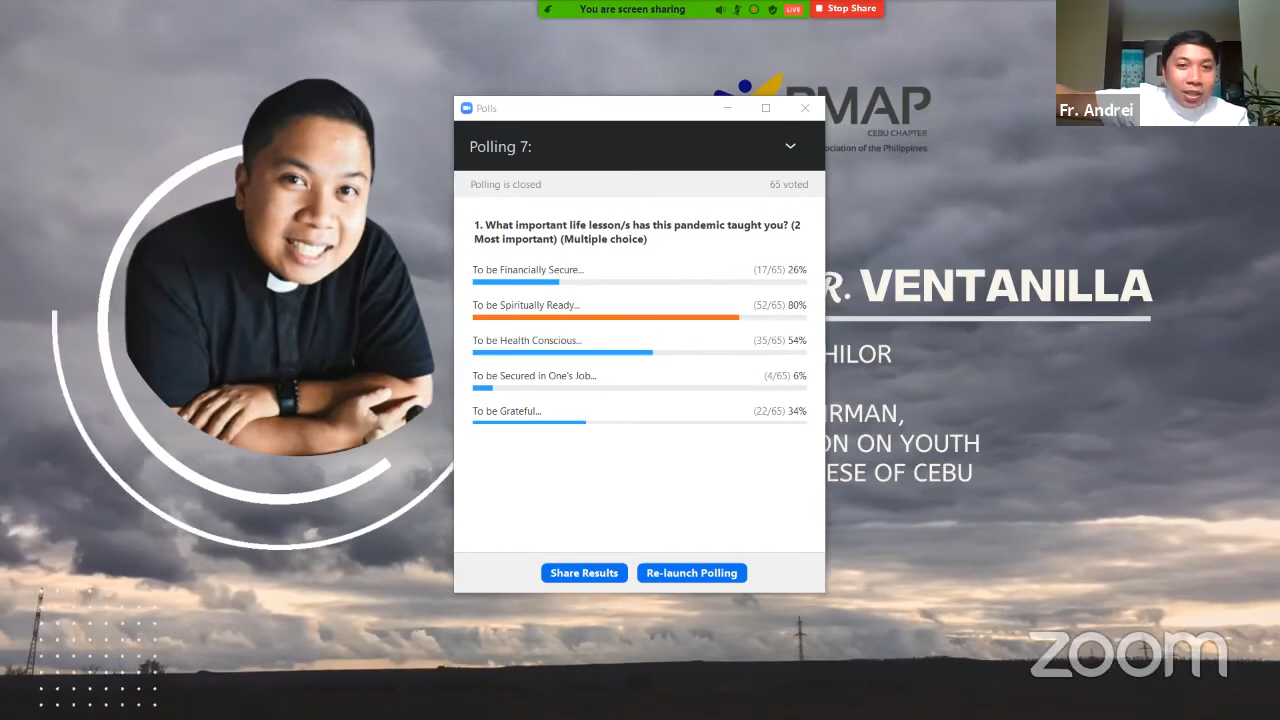 You are screen sharing
LIVE
Stop Share
Fr. Andrei
PMAP
CEBU CHAPTER
ociation of the Philippines
Polls
Polling 7:
Polling is closed
65 voted
1. What important life lesson/s has this pandemic taught you? (2
Most important) (Multiple choice)
To be Financially Secure... (17/65) 26%
To be Spiritually Ready... (52/65) 80%
To be Health Conscious... (35/65) 54%
To be Secured in One's Job... (4/65) 6%
To be Grateful... (22/65) 34%
Share Results
Re-launch Polling
R. VENTANILLA
HILOR
IRMAN,
ON ON YOUTH
ESE OF CEBU
zoom